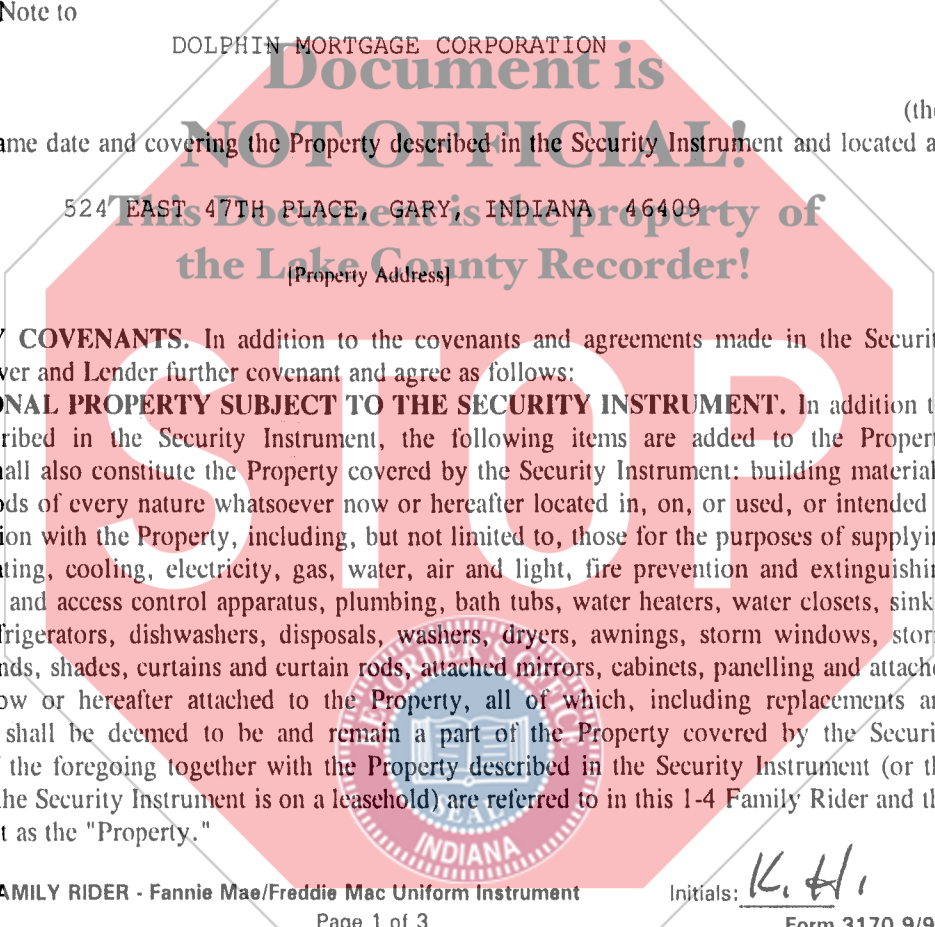 Note to
DOLPHIN MORTGAGE CORPORATION
Document is
(the
ame date and covering the Property described in the Security Instrument and located a
NOT OFFICIAL!
524 EAST 47TH PLACE, GARY, INDIANA 46409
This Document is the property of
the Lake County Recorder!
[Property Address]
Y COVENANTS. In addition to the covenants and agreements made in the Securit
ver and Lender further covenant and agree as follows:
ONAL PROPERTY SUBJECT TO THE SECURITY INSTRUMENT. In addition t
ribed in the Security Instrument, the following items are added to the Propert
hall also constitute the Property covered by the Security Instrument: building material
ods of every nature whatsoever now or hereafter located in, on, or used, or intended
ion with the Property, including, but not limited to, those for the purposes of supplyin
ting, cooling, electricity, gas, water, air and light, fire prevention and extinguishin
and access control apparatus, plumbing, bath tubs, water heaters, water closets, sink
frigerators, dishwashers, disposals, washers, dryers, awnings, storm windows, stor
nds, shades, curtains and curtain rods, attached mirrors, cabinets, panelling and attache
ow or hereafter attached to the Property, all of which, including replacements an
shall be deemed to be and remain a part of the Property covered by the Securi
f the foregoing together with the Property described in the Security Instrument (or th
he Security Instrument is on a leasehold) are referred to in this 1-4 Family Rider and th
t as the "Property."
STOP
RECORDER'S OFFICE
SEAL
INDIANA
AMILY RIDER - Fannie Mae/Freddie Mac Uniform Instrument
Initials: K. H.
Page 1 of 3
Form 3170 9/9